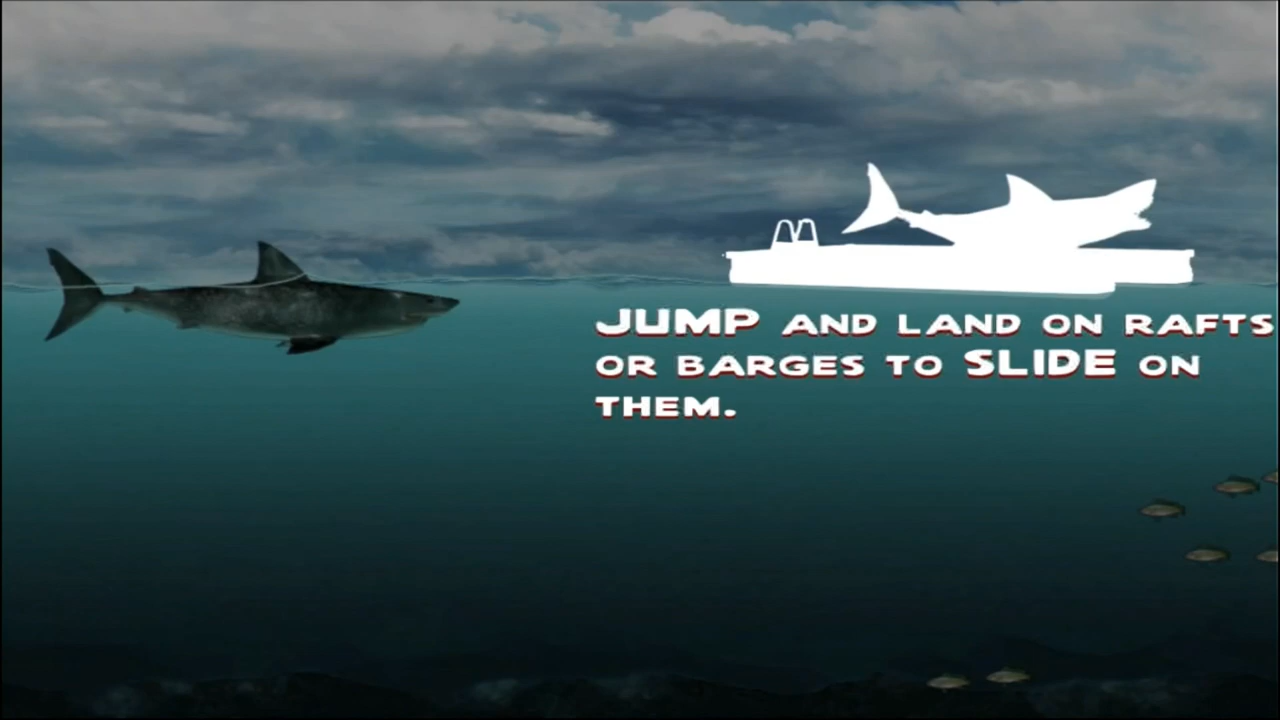 JUMP AND LAND ON RAFTS
OR BARGES TO SLIDE ON
THEM.